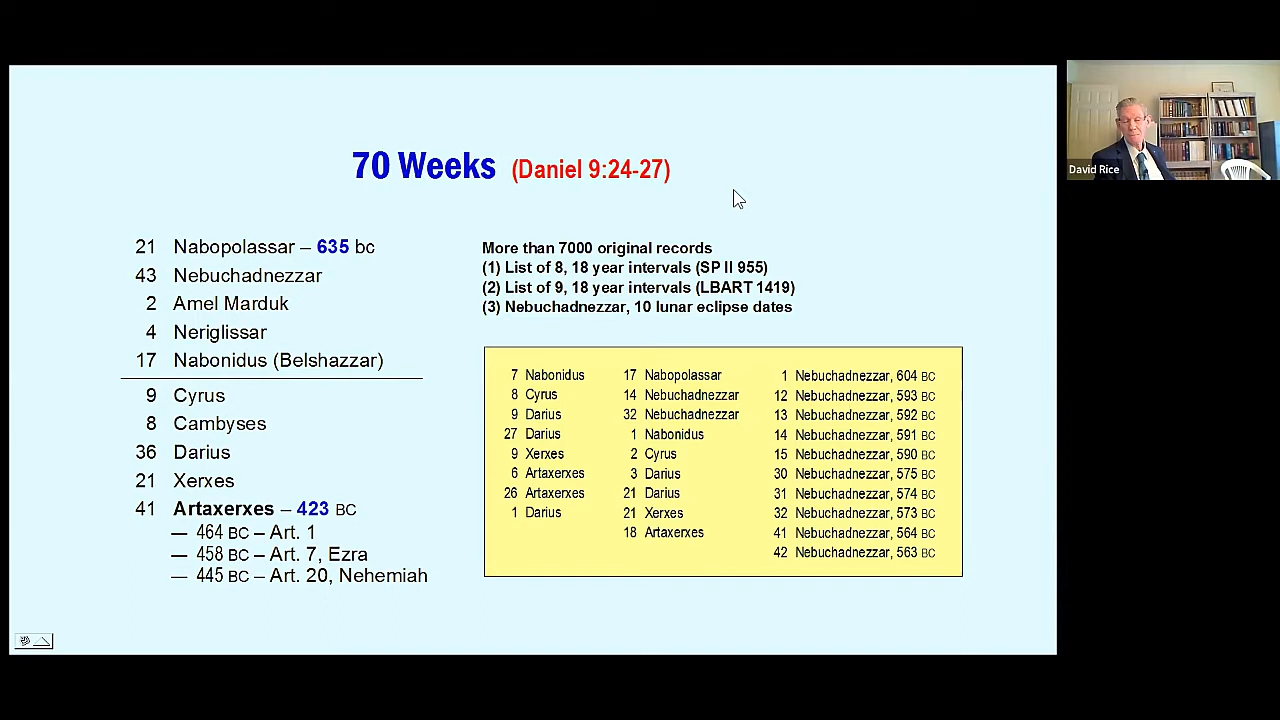 70 Weeks (Daniel 9:24-27)
21 Nabopolassar – 635 bc
43 Nebuchadnezzar
2 Amel Marduk
4 Neriglissar
17 Nabonidus (Belshazzar)
9 Cyrus
8 Cambyses
36 Darius
21 Xerxes
41 Artaxerxes – 423 BC
— 464 BC – Art. 1
— 458 BC – Art. 7, Ezra
— 445 BC – Art. 20, Nehemiah
More than 7000 original records
(1) List of 8, 18 year intervals (SP II 955)
(2) List of 9, 18 year intervals (LBART 1419)
(3) Nebuchadnezzar, 10 lunar eclipse dates
7 Nabonidus
8 Cyrus
9 Darius
27 Darius
9 Xerxes
6 Artaxerxes
26 Artaxerxes
1 Darius
17 Nabopolassar
14 Nebuchadnezzar
32 Nebuchadnezzar
1 Nabonidus
2 Cyrus
3 Darius
21 Darius
21 Xerxes
18 Artaxerxes
1 Nebuchadnezzar, 604 BC
12 Nebuchadnezzar, 593 BC
13 Nebuchadnezzar, 592 BC
14 Nebuchadnezzar, 591 BC
15 Nebuchadnezzar, 590 BC
30 Nebuchadnezzar, 575 BC
31 Nebuchadnezzar, 574 BC
32 Nebuchadnezzar, 573 BC
41 Nebuchadnezzar, 564 BC
42 Nebuchadnezzar, 563 BC
David Rice